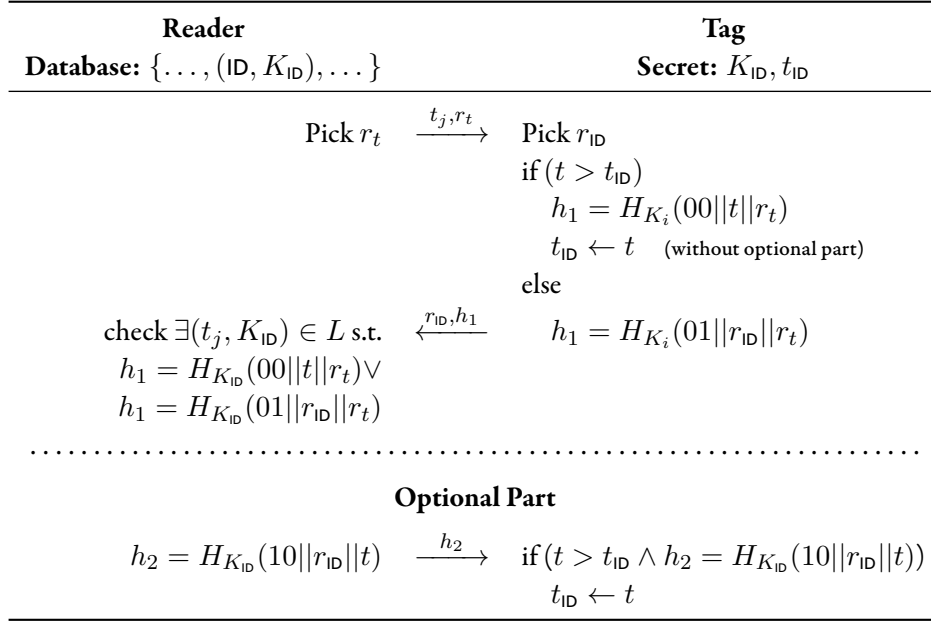 Reader Tag
Database: {. . . , (ID, K_ID), . . . } Secret: K_ID, t_ID
Pick r_t t_j,r_t Pick r_ID
if (t > t_ID)
h_1 = H_{K_i}(00||t||r_t)
t_ID ← t (without optional part)
else
check ∃(t_j, K_ID) ∈ L s.t. r_ID,h_1 h_1 = H_{K_i}(01||r_ID||r_t)
h_1 = H_{K_ID}(00||t||r_t)∨
h_1 = H_{K_ID}(01||r_ID||r_t)
Optional Part
h_2 = H_{K_ID}(10||r_ID||t) h_2 if (t > t_ID ∧ h_2 = H_{K_ID}(10||r_ID||t))
t_ID ← t